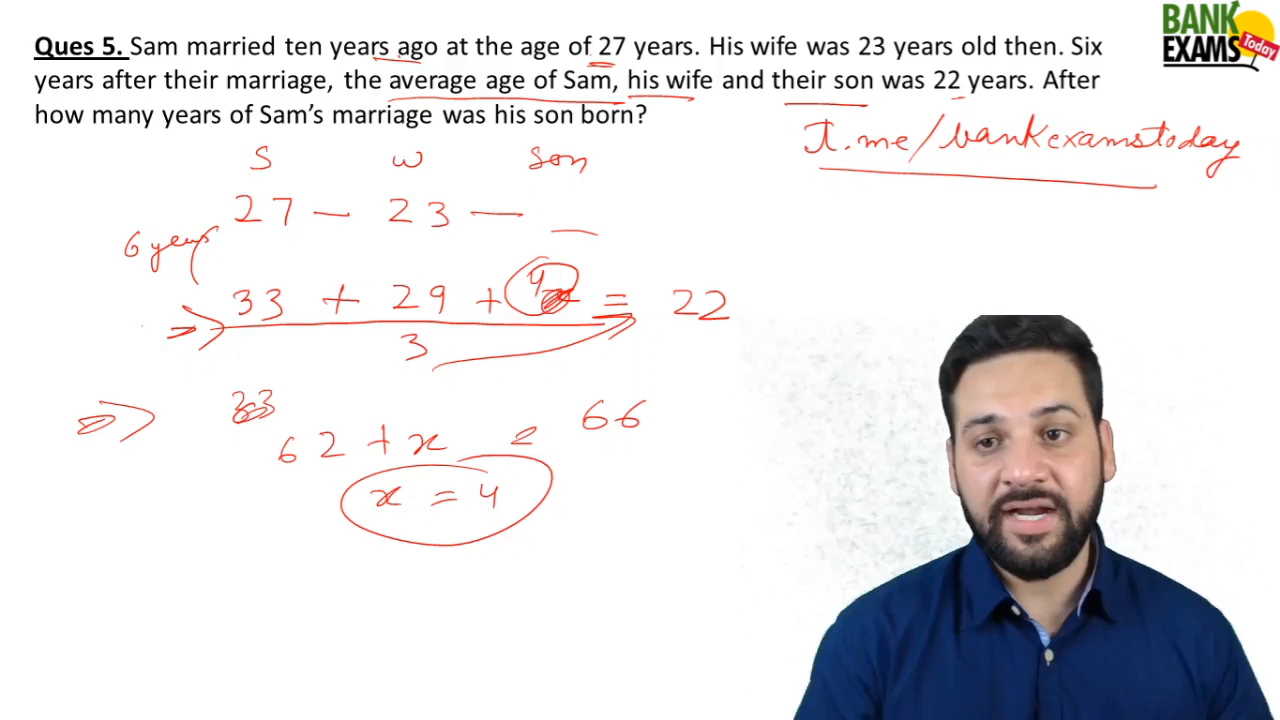 BANK
EXAMS Today
Ques 5. Sam married ten years ago at the age of 27 years. His wife was 23 years old then. Six
years after their marriage, the average age of Sam, his wife and their son was 22 years. After
how many years of Sam's marriage was his son born?
t.me/bankexamstoday
S W Son
27 — 23 —
6 years
33 + 29 + 4 = 22
3
33
62 + x = 66
x = 4